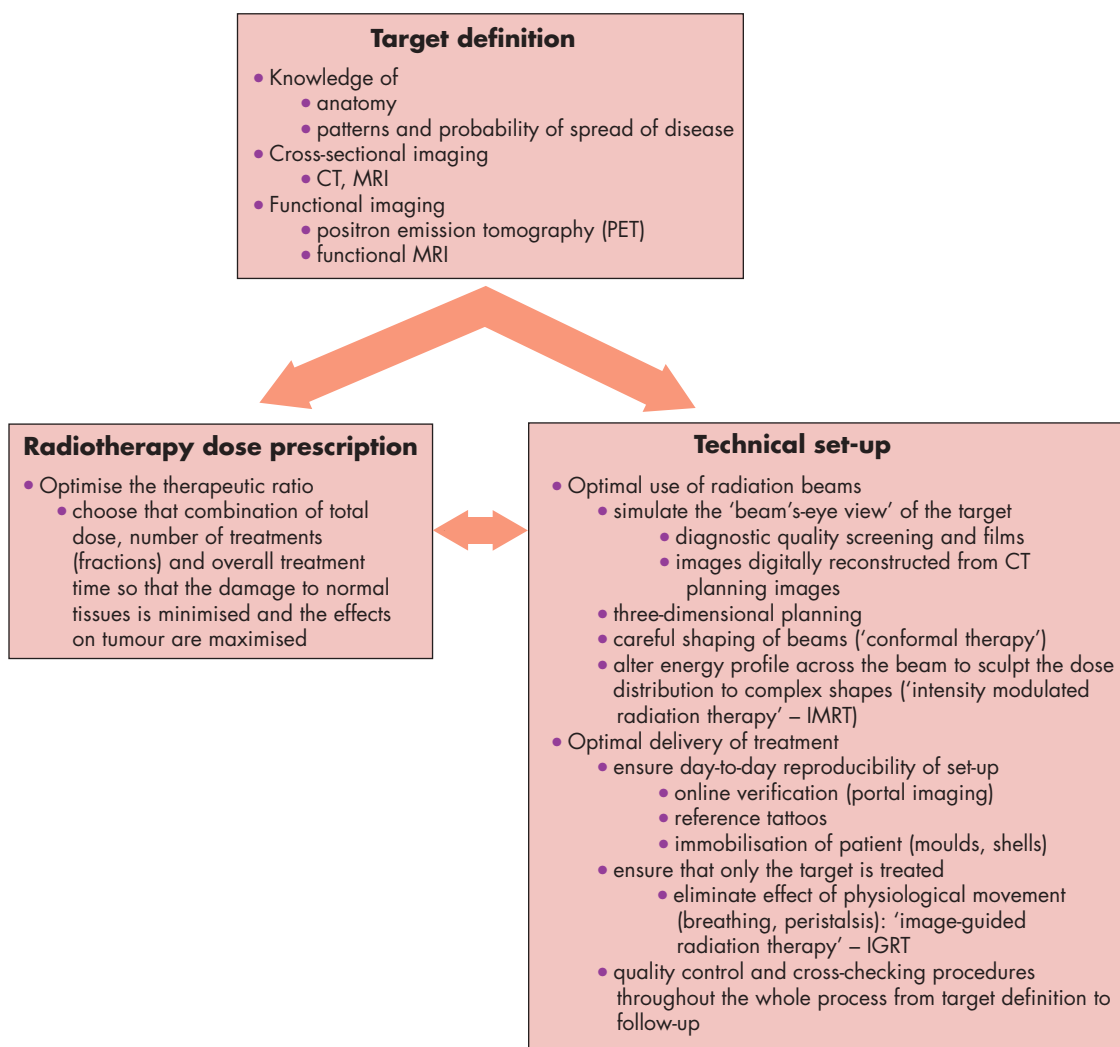 Target definition
• Knowledge of
• anatomy
• patterns and probability of spread of disease
• Cross-sectional imaging
• CT, MRI
• Functional imaging
• positron emission tomography (PET)
• functional MRI
Radiotherapy dose prescription
• Optimise the therapeutic ratio
• choose that combination of total
dose, number of treatments
(fractions) and overall treatment
time so that the damage to normal
tissues is minimised and the effects
on tumour are maximised
Technical set-up
• Optimal use of radiation beams
• simulate the ‘beam’s-eye view’ of the target
• diagnostic quality screening and films
• images digitally reconstructed from CT
planning images
• three-dimensional planning
• careful shaping of beams (‘conformal therapy’)
• alter energy profile across the beam to sculpt the dose
distribution to complex shapes (‘intensity modulated
radiation therapy’ – IMRT)
• Optimal delivery of treatment
• ensure day-to-day reproducibility of set-up
• online verification (portal imaging)
• reference tattoos
• immobilisation of patient (moulds, shells)
• ensure that only the target is treated
• eliminate effect of physiological movement
(breathing, peristalsis): ‘image-guided
radiation therapy’ – IGRT
• quality control and cross-checking procedures
throughout the whole process from target definition to
follow-up